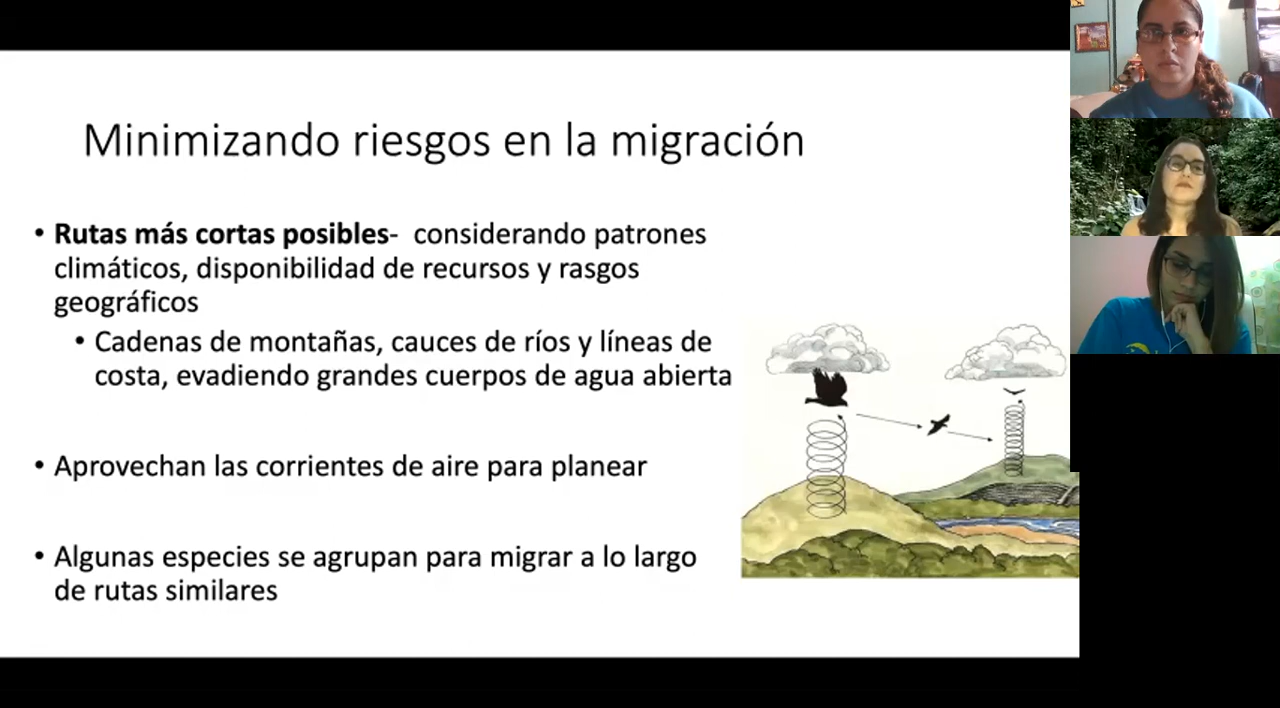 Minimizando riesgos en la migración
• Rutas más cortas posibles- considerando patrones
climáticos, disponibilidad de recursos y rasgos
geográficos
• Cadenas de montañas, cauces de ríos y líneas de
costa, evadiendo grandes cuerpos de agua abierta
• Aprovechan las corrientes de aire para planear
• Algunas especies se agrupan para migrar a lo largo
de rutas similares